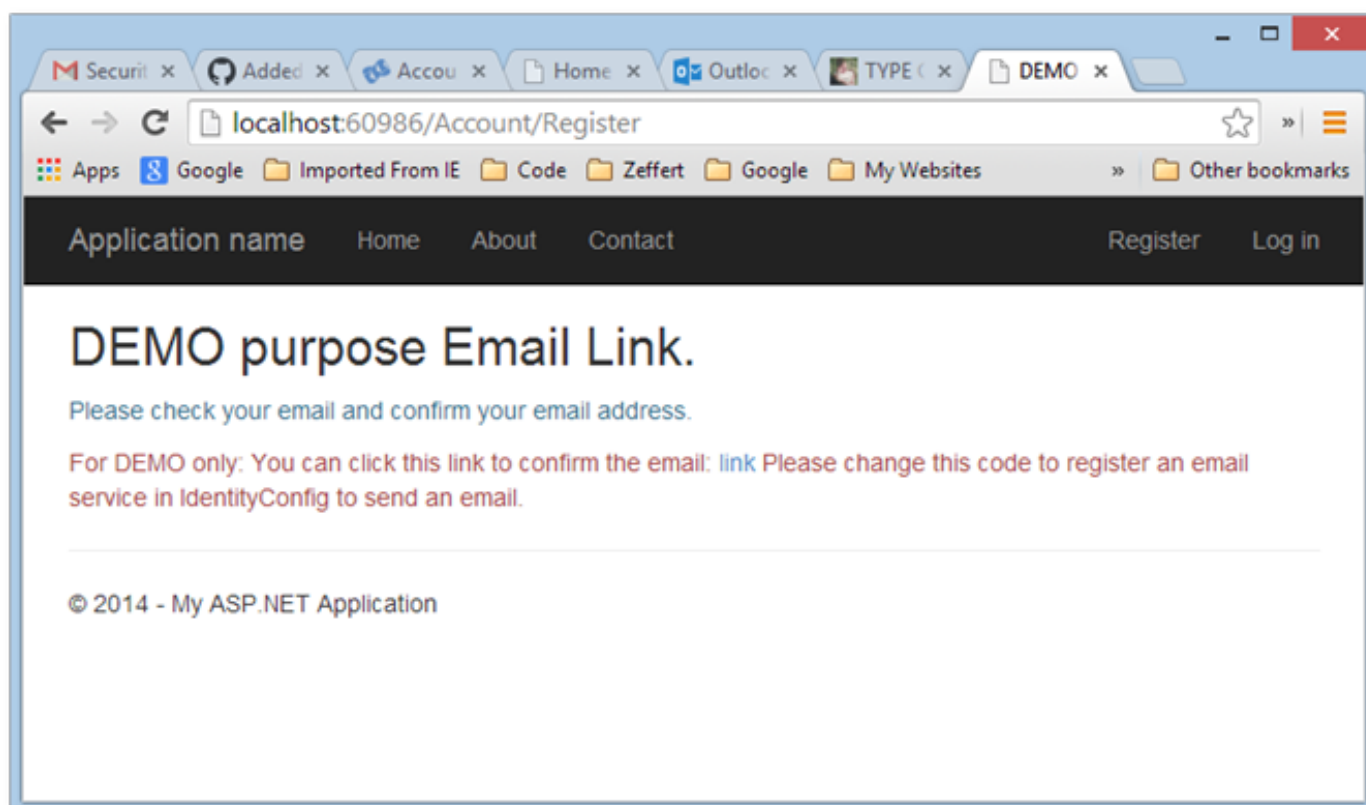 Securit Added Accou Home Outloc TYPE DEMO
localhost:60986/Account/Register
Apps Google Imported From IE Code Zeffert Google My Websites » Other bookmarks
Application name Home About Contact Register Log in
DEMO purpose Email Link.
Please check your email and confirm your email address.
For DEMO only: You can click this link to confirm the email: link Please change this code to register an email
service in IdentityConfig to send an email.
© 2014 - My ASP.NET Application